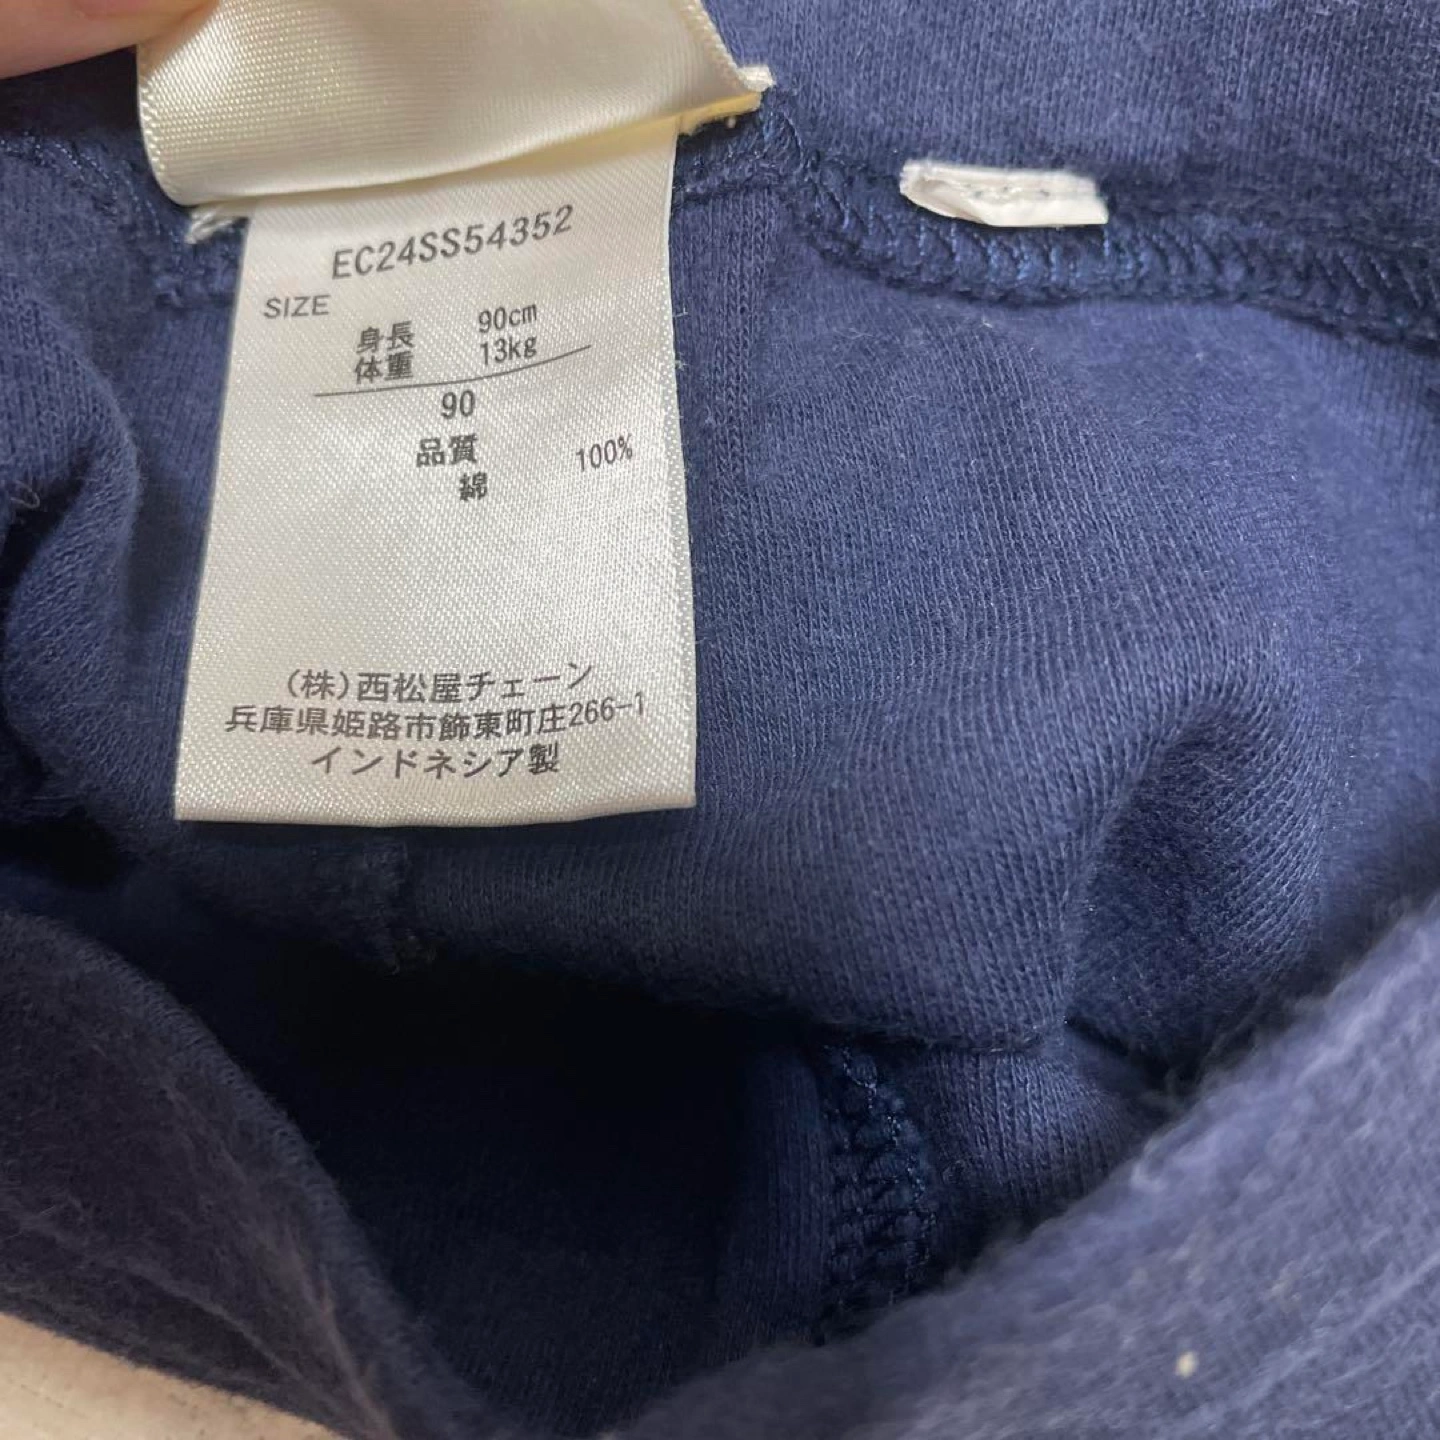 EC24SS54352
SIZE
身長 90cm
体重 13kg
90
品質
綿 100%
(株)西松屋チェーン
兵庫県姫路市飾東町庄266-1
インドネシア製